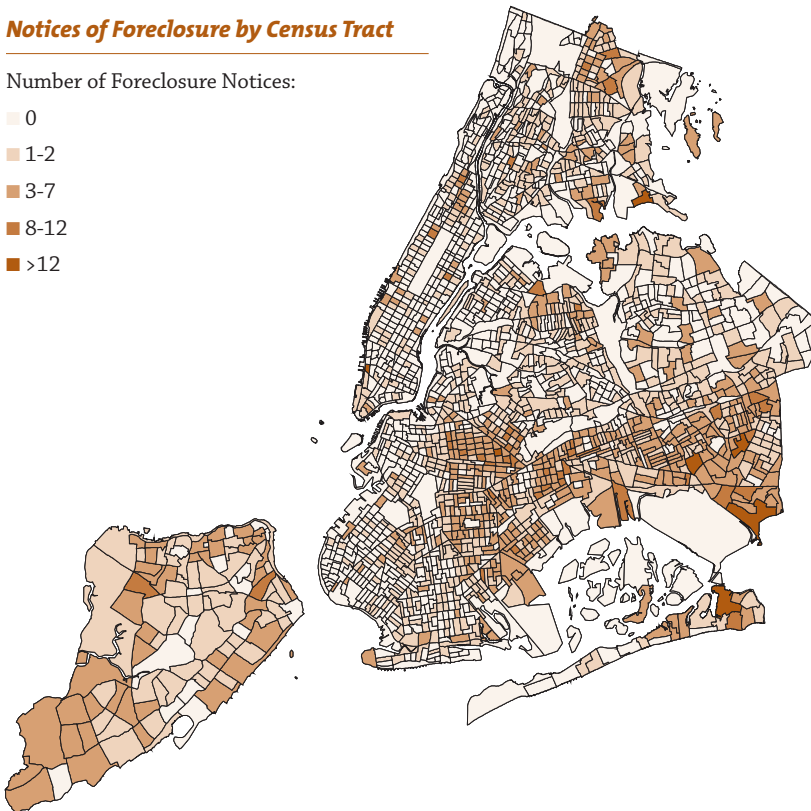 Notices of Foreclosure by Census Tract
Number of Foreclosure Notices:
0
1-2
3-7
8-12
>12